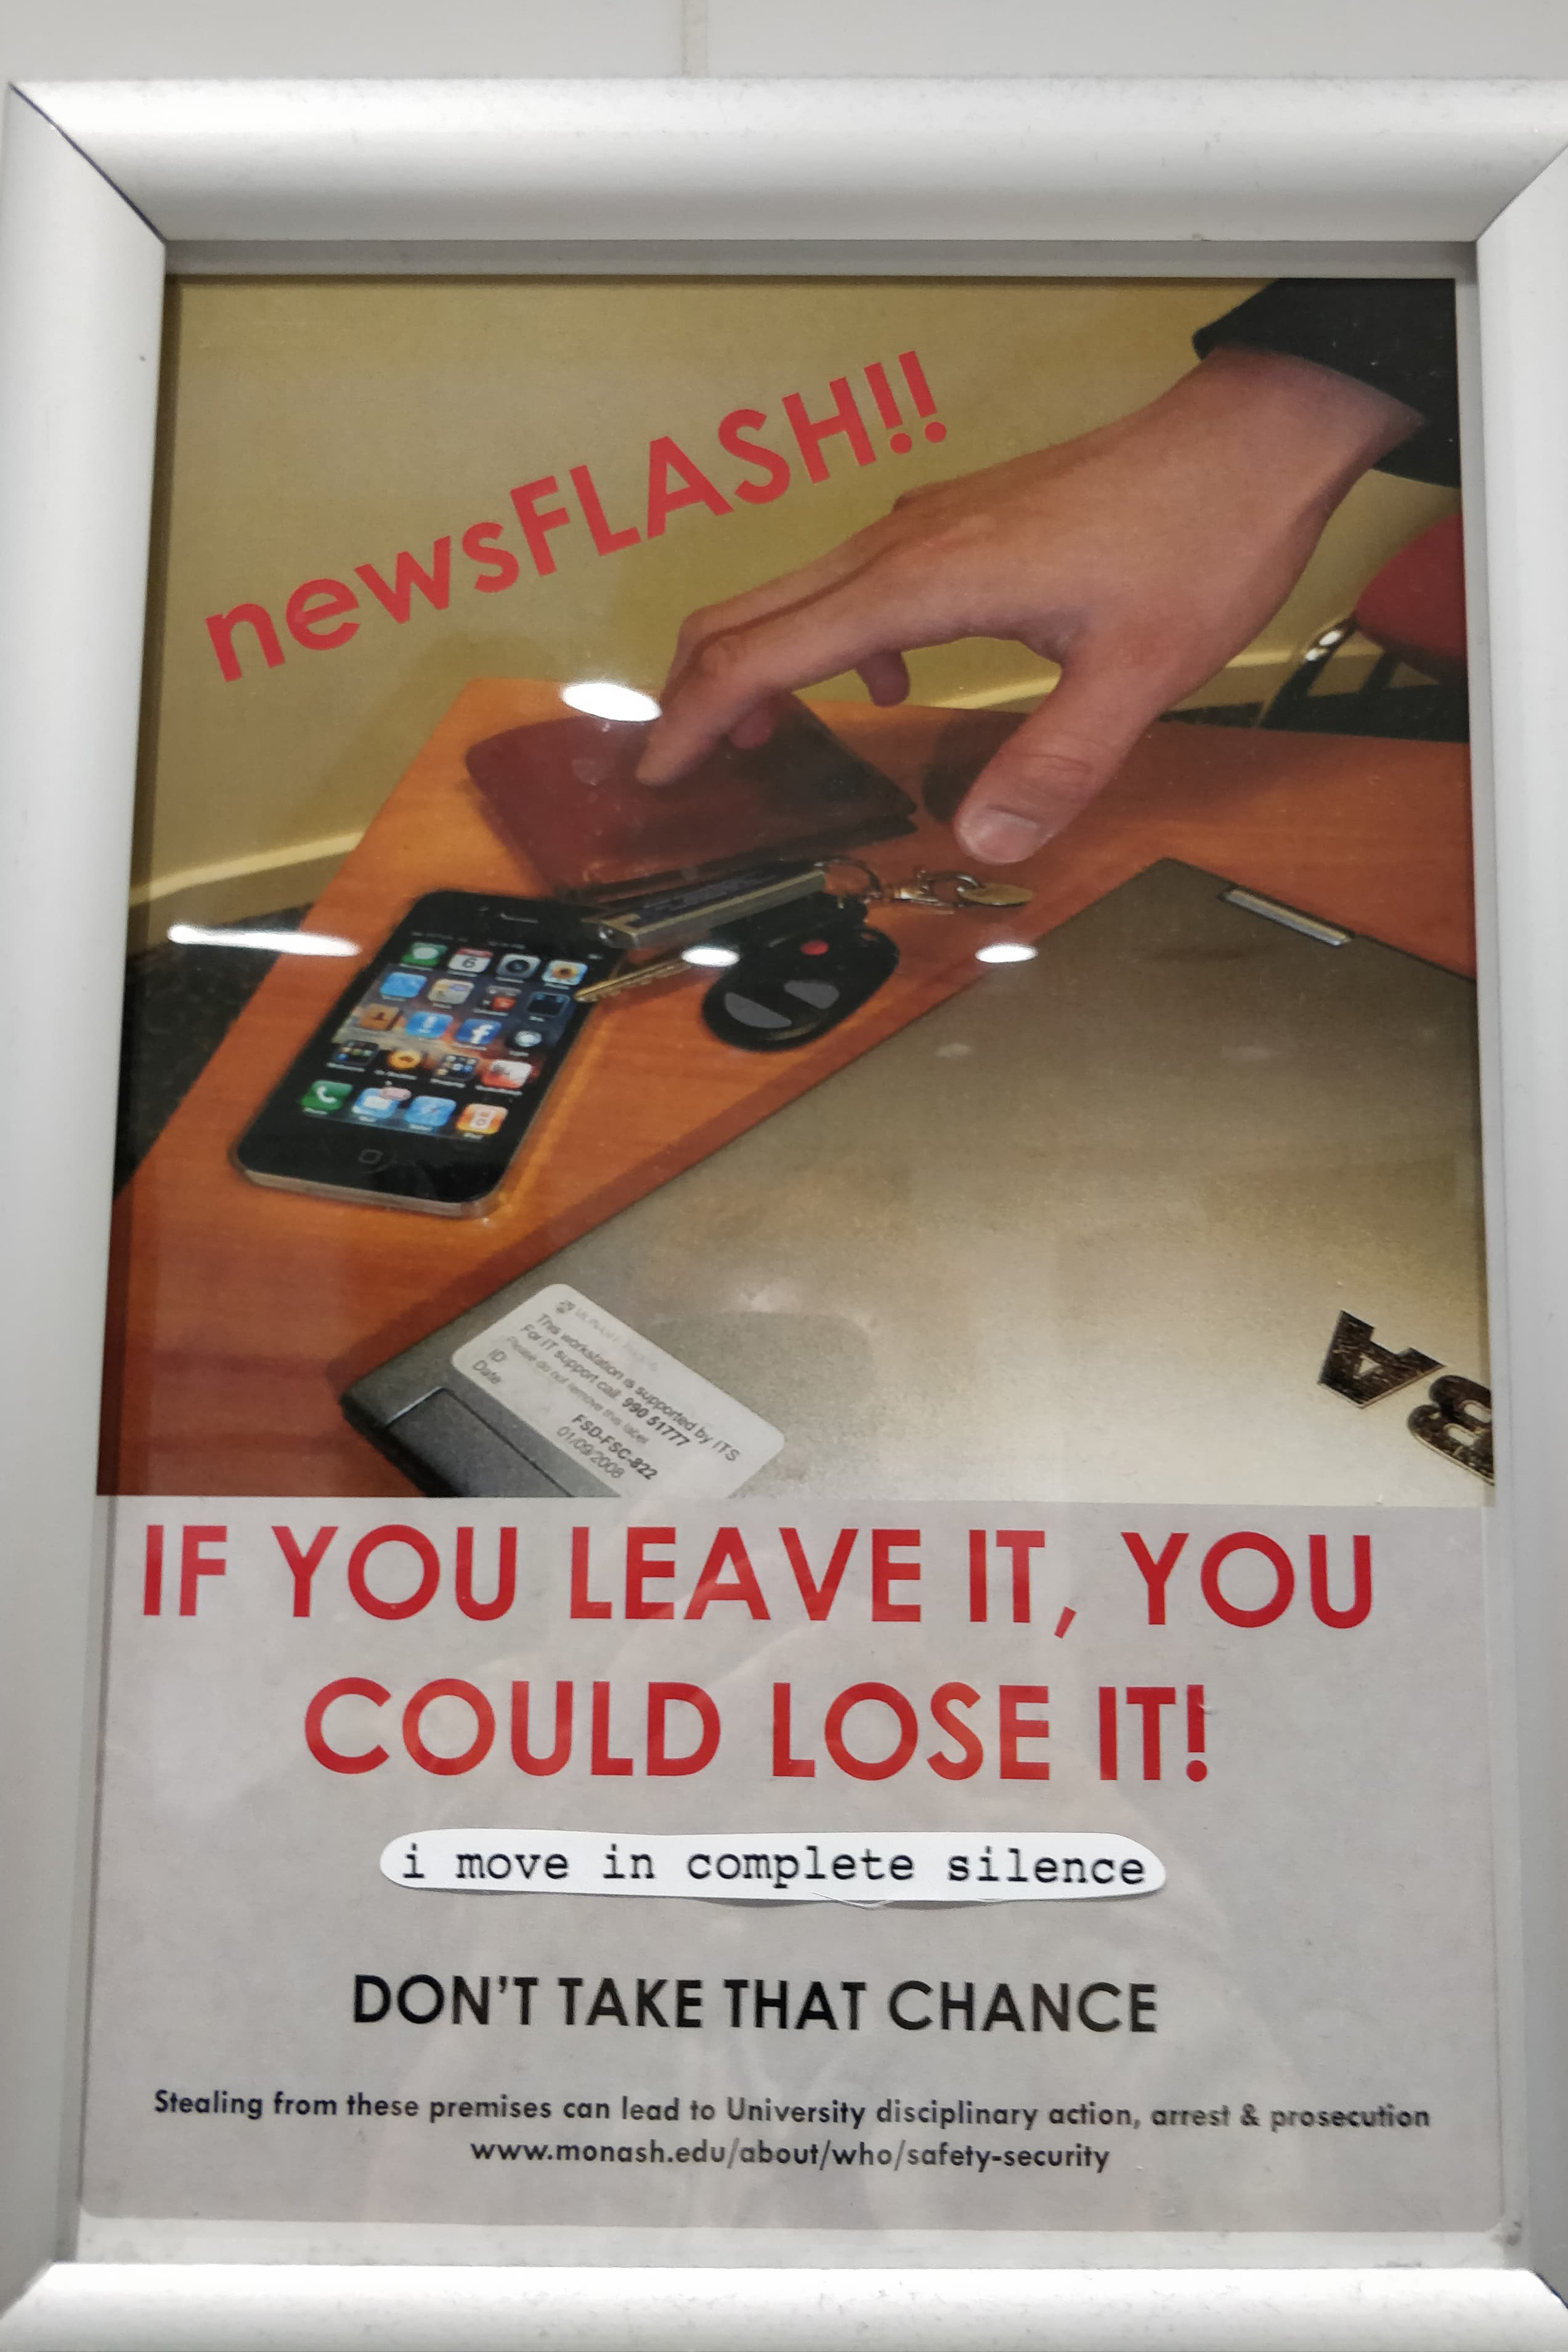 newsFLASH!!
This workstation is supported by ITS
For IT support call 990 51777
Please do not remove this label
ID FSD-FSC-822
Date 01/09/2008
IF YOU LEAVE IT, YOU
COULD LOSE IT!
i move in complete silence
DON'T TAKE THAT CHANCE
Stealing from these premises can lead to University disciplinary action, arrest & prosecution
www.monash.edu/about/who/safety-security